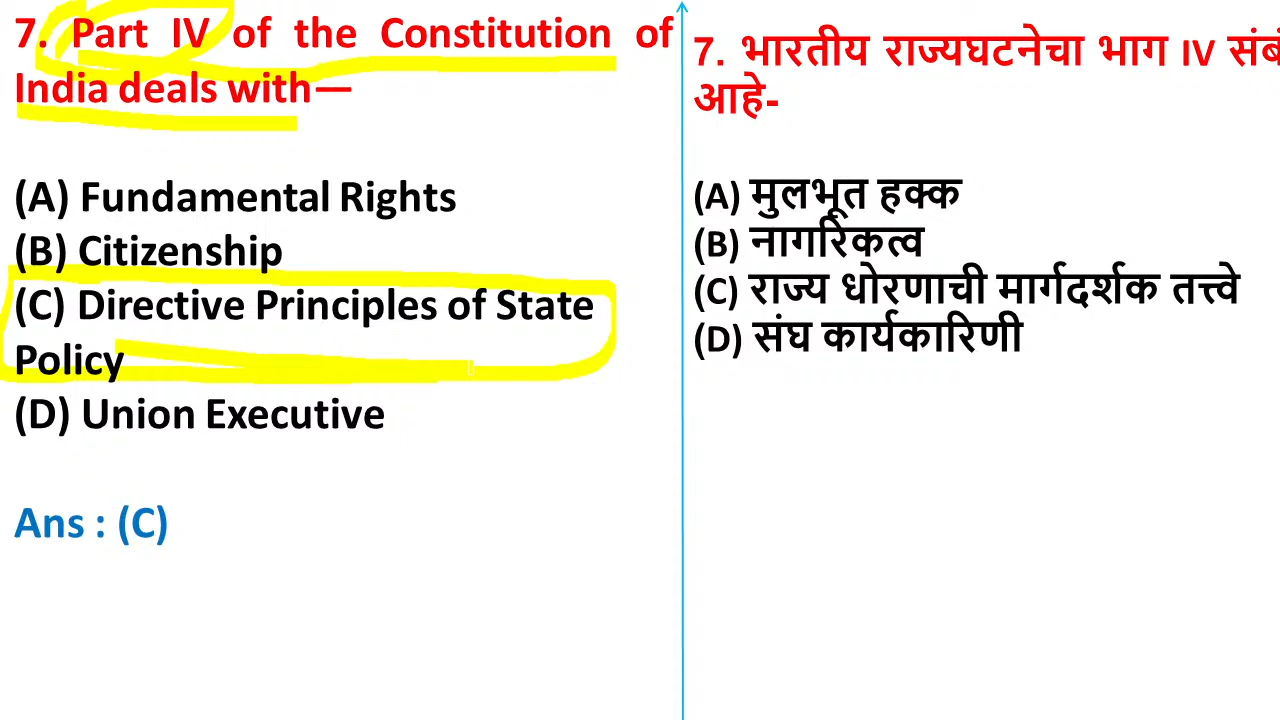 7. Part IV of the Constitution of
India deals with—
(A) Fundamental Rights
(B) Citizenship
(C) Directive Principles of State
Policy
(D) Union Executive
Ans : (C)
7. भारतीय राज्यघटनेचा भाग IV
आहे-
(A) मुलभूत हक्क
(B) नागरिकत्व
(C) राज्य धोरणाची मार्गदर्शक तत्त्वे
(D) संघ कार्यकारिणी